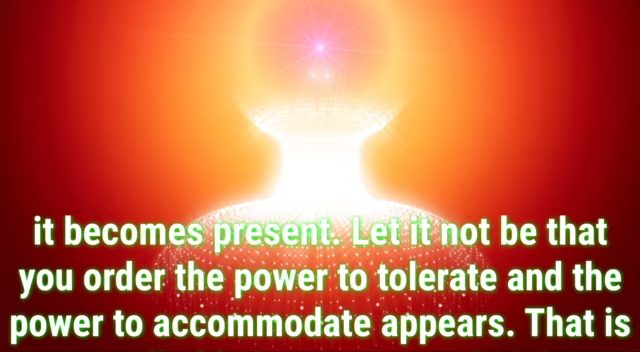 it becomes present. Let it not be that
you order the power to tolerate and the
power to accommodate appears. That is